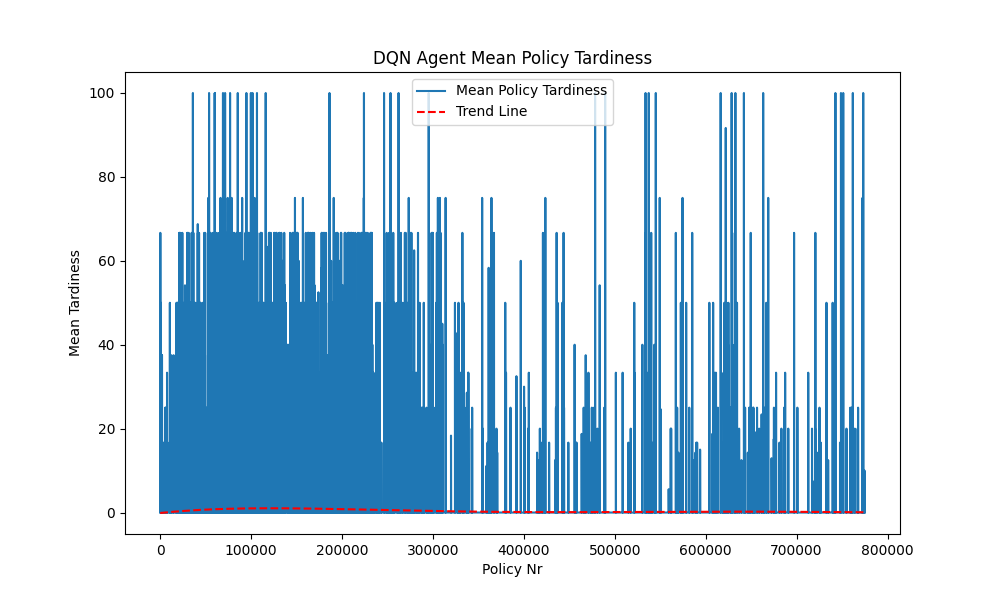 DQN Agent Mean Policy Tardiness
Mean Policy Tardiness
Trend Line
100
80
60
40
20
0
Mean Tardiness
0 100000 200000 300000 400000 500000 600000 700000 800000
Policy Nr